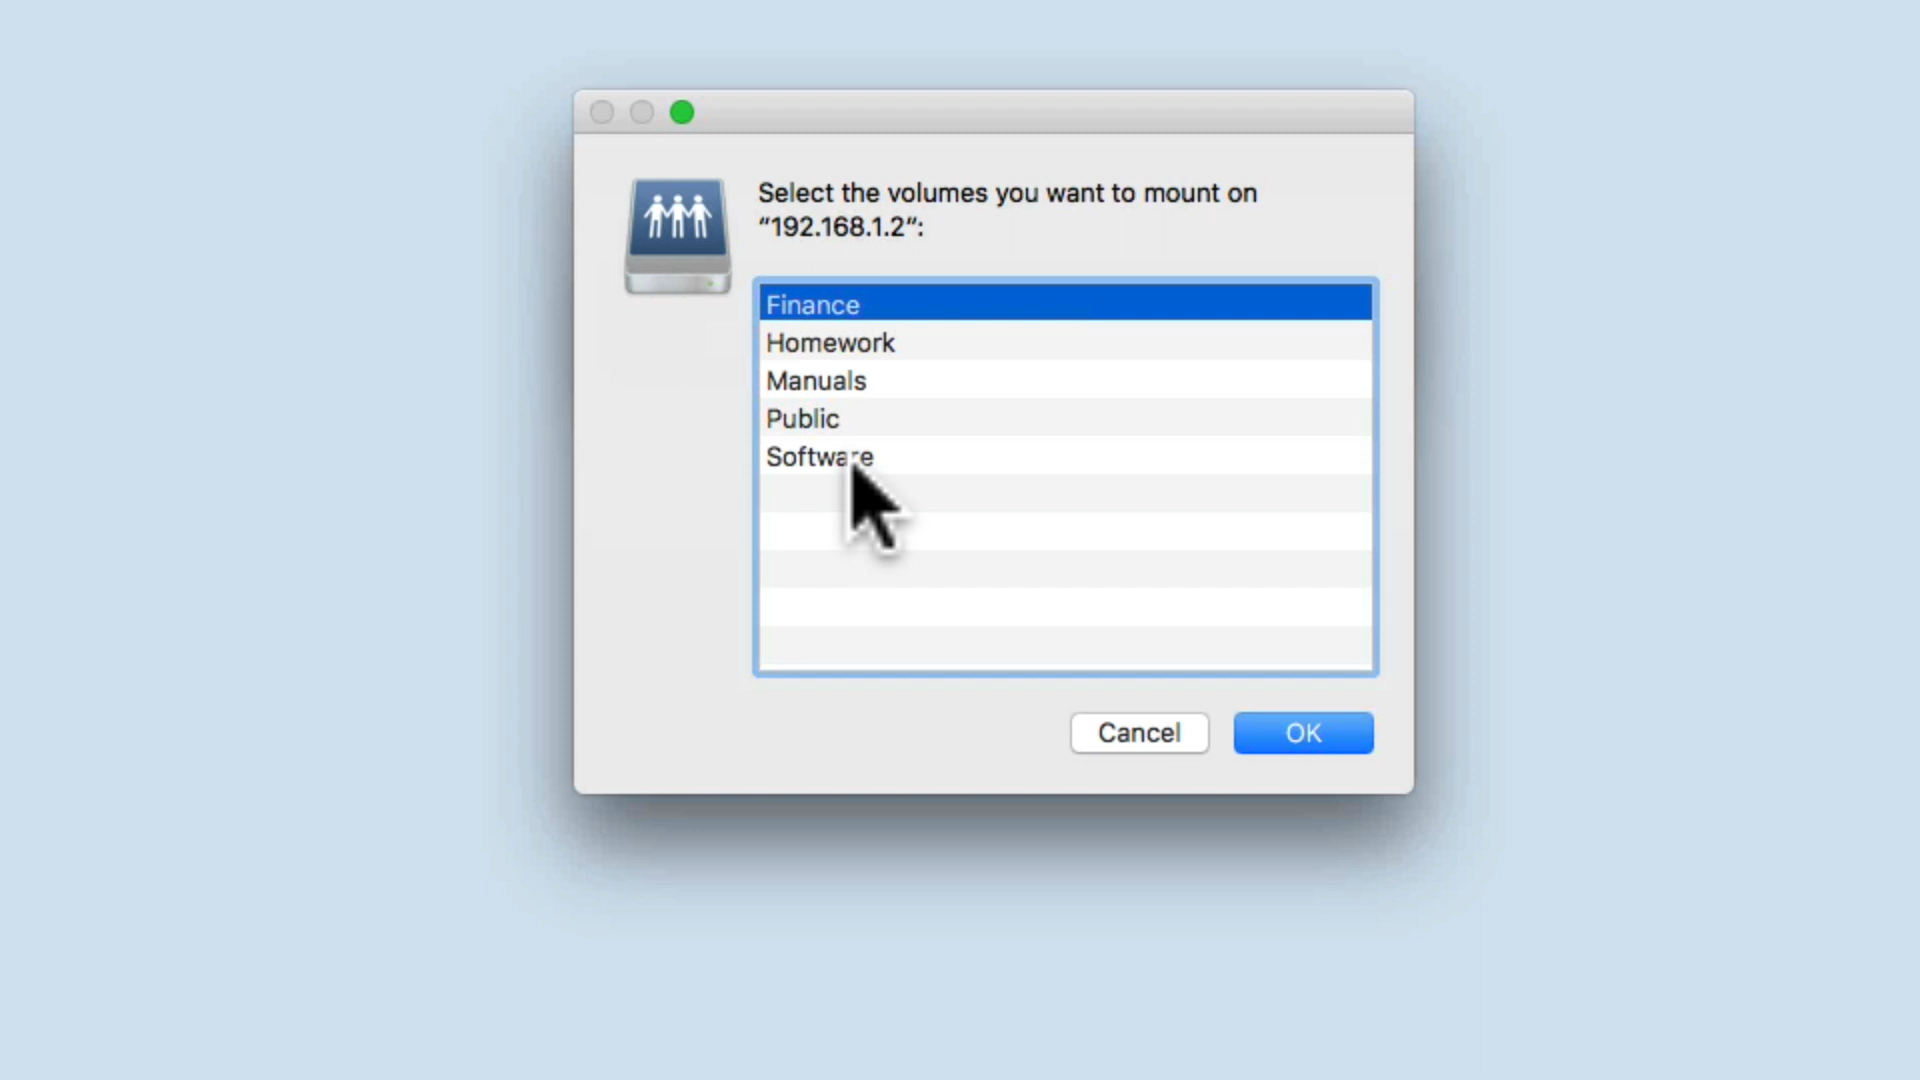 Select the volumes you want to mount on
“192.168.1.2”:
Finance
Homework
Manuals
Public
Software
Cancel
OK